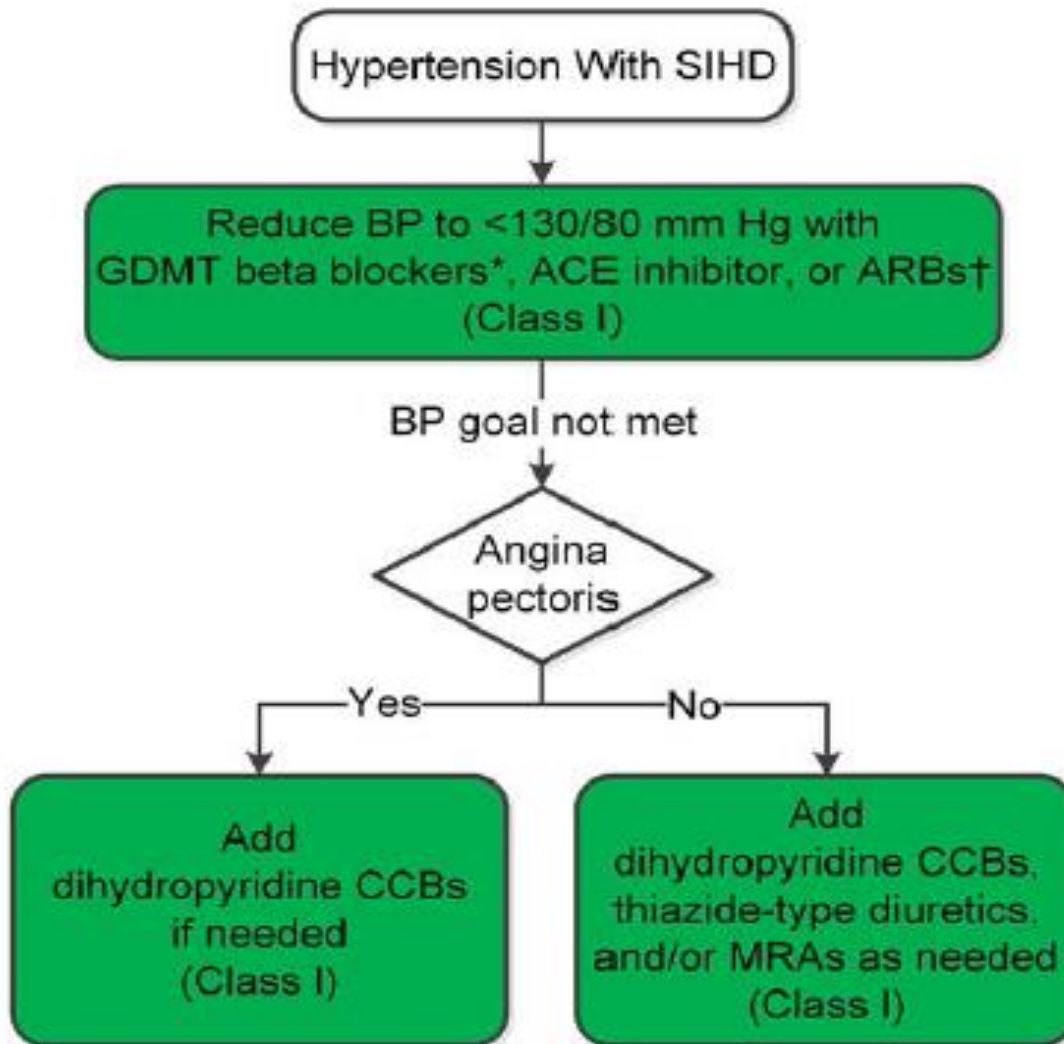 Hypertension With SIHD
Reduce BP to <130/80 mm Hg with
GDMT beta blockers*, ACE inhibitor, or ARBs†
(Class I)
BP goal not met
Angina
pectoris
Yes
No
Add
dihydropyridine CCBs
if needed
(Class I)
Add
dihydropyridine CCBs,
thiazide-type diuretics,
and/or MRAs as needed
(Class I)